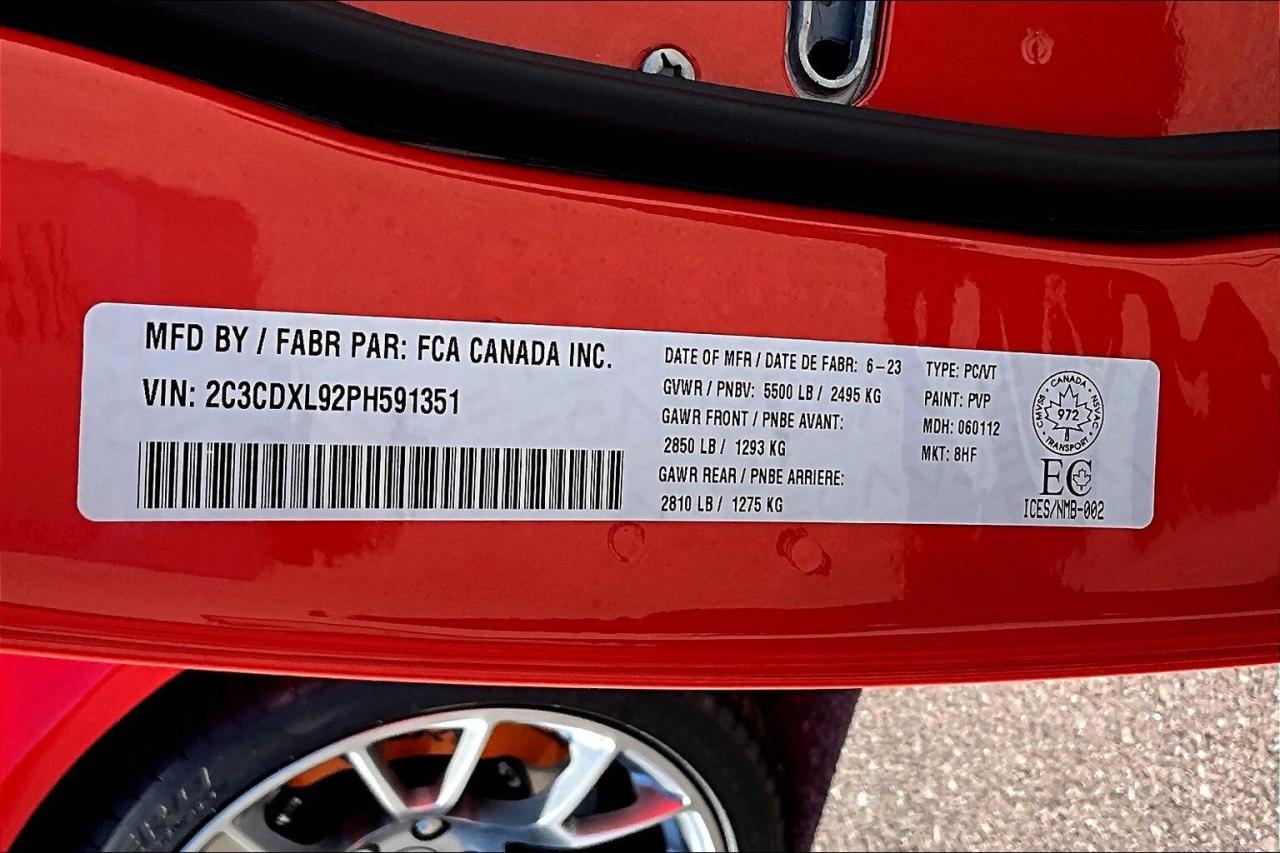 MFD BY / FABR PAR: FCA CANADA INC.
VIN: 2C3CDXL92PH591351
DATE OF MFR / DATE DE FABR: 6-23
GVWR / PNBV: 5500 LB / 2495 KG
GAWR FRONT / PNBE AVANT:
2850 LB / 1293 KG
GAWR REAR / PNBE ARRIERE:
2810 LB / 1275 KG
TYPE: PC/VT
PAINT: PVP
MDH: 060112
MKT: 8HF
CANADA
CMVSS
NSVAC
972
TRANSPORT
EC
ICES/NMB-002